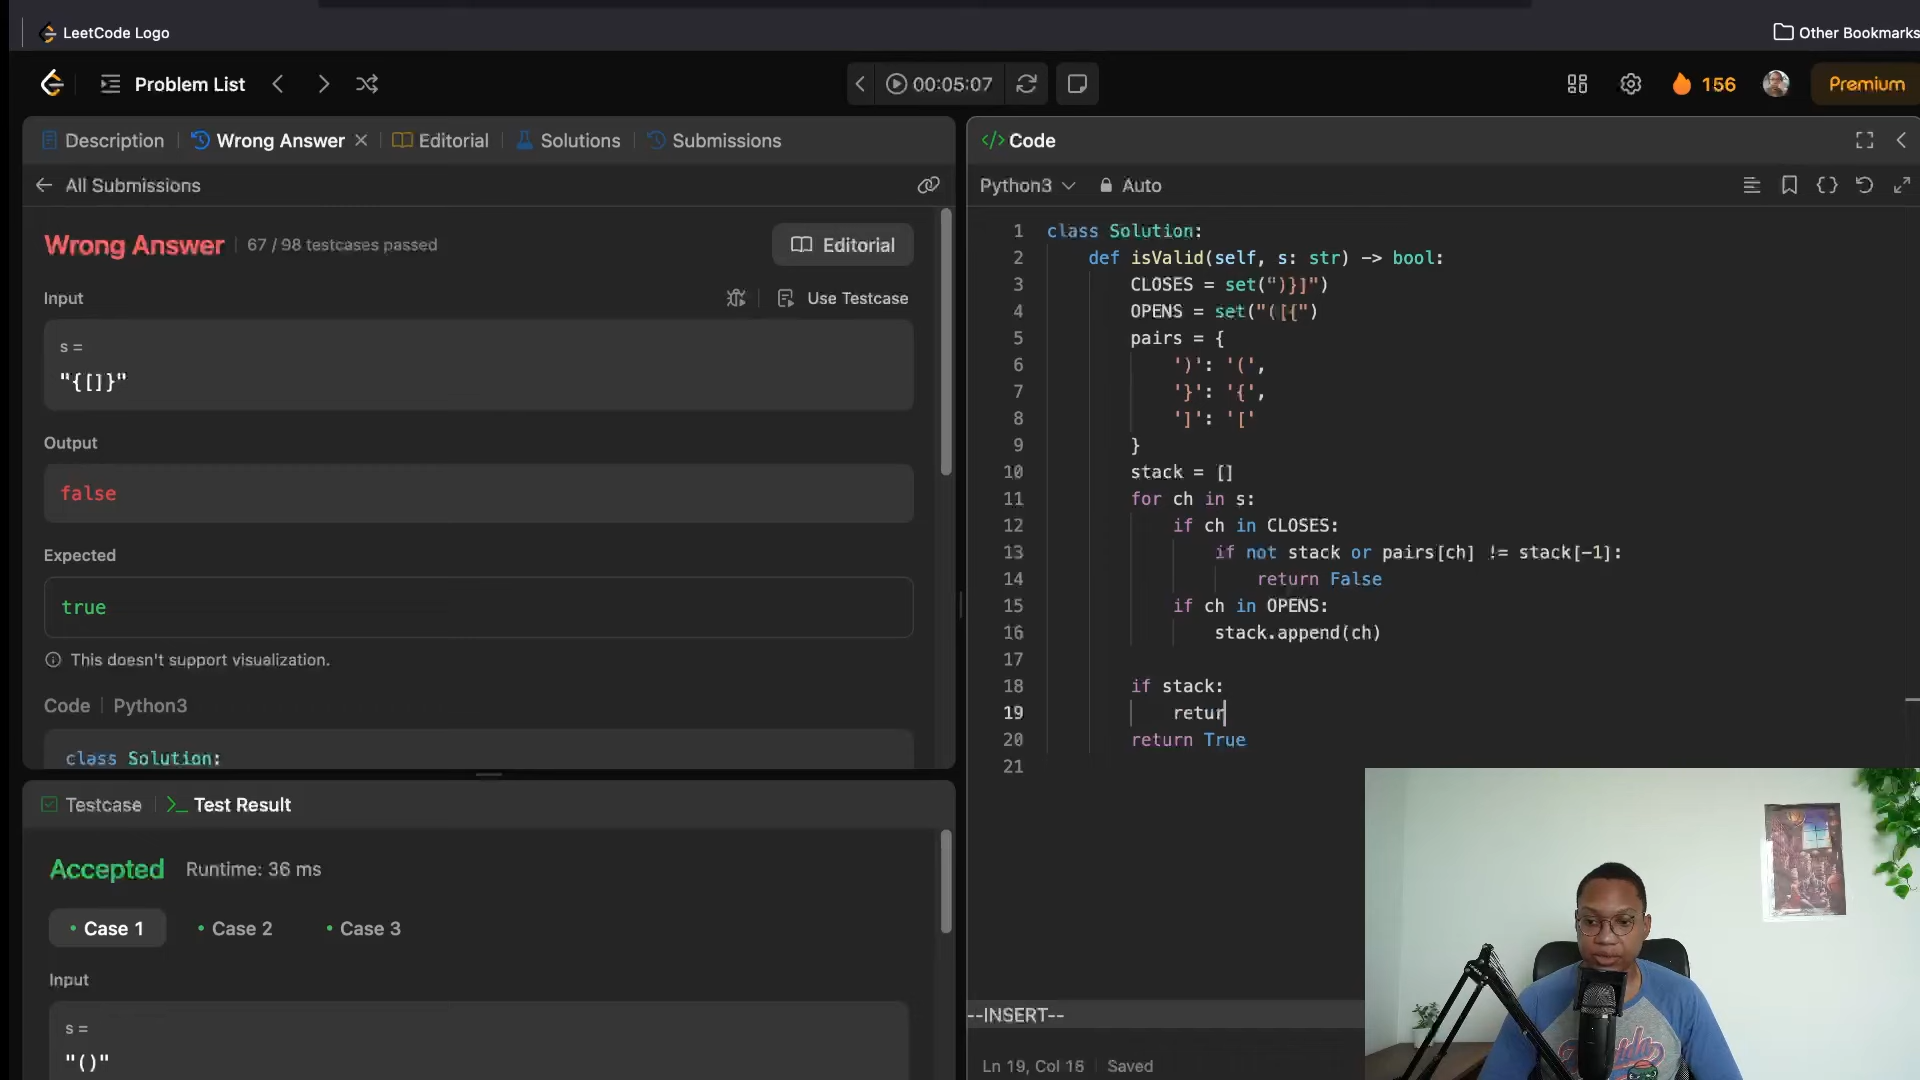 LeetCode Logo
Other Bookmarks
Problem List
00:05:07
156
Premium
Description
Wrong Answer
Editorial
Solutions
Submissions
All Submissions
Wrong Answer
67 / 98 testcases passed
Editorial
Input
Use Testcase
s =
"{[]}"
Output
false
Expected
true
This doesn't support visualization.
Code
Python3
class Solution:
Testcase
>_ Test Result
Accepted
Runtime: 36 ms
Case 1
Case 2
Case 3
Input
s =
"()"
</> Code
Python3
Auto
1 class Solution:
2 def isValid(self, s: str) -> bool:
3 CLOSES = set(")}]")
4 OPENS = set("([{")
5 pairs = {
6 ')': '(',
7 '}': '{',
8 ']': '['
9 }
10 stack = []
11 for ch in s:
12 if ch in CLOSES:
13 if not stack or pairs[ch] != stack[-1]:
14 return False
15 if ch in OPENS:
16 stack.append(ch)
17
18 if stack:
19 retur
20 return True
21
--INSERT--
Ln 19, Col 16
Saved